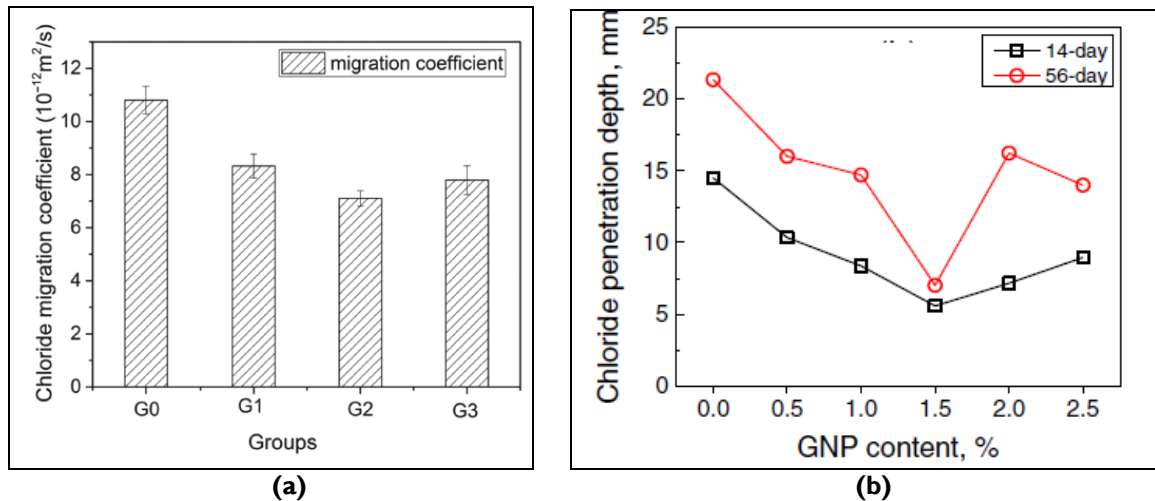 migration coefficient
Chloride migration coefficient (10⁻¹²m²/s)
12
10
8
6
4
2
0
G0 G1 G2 G3
Groups
(a)
14-day
56-day
Chloride penetration depth, mm
25
20
15
10
5
0
0.0 0.5 1.0 1.5 2.0 2.5
GNP content, %
(b)